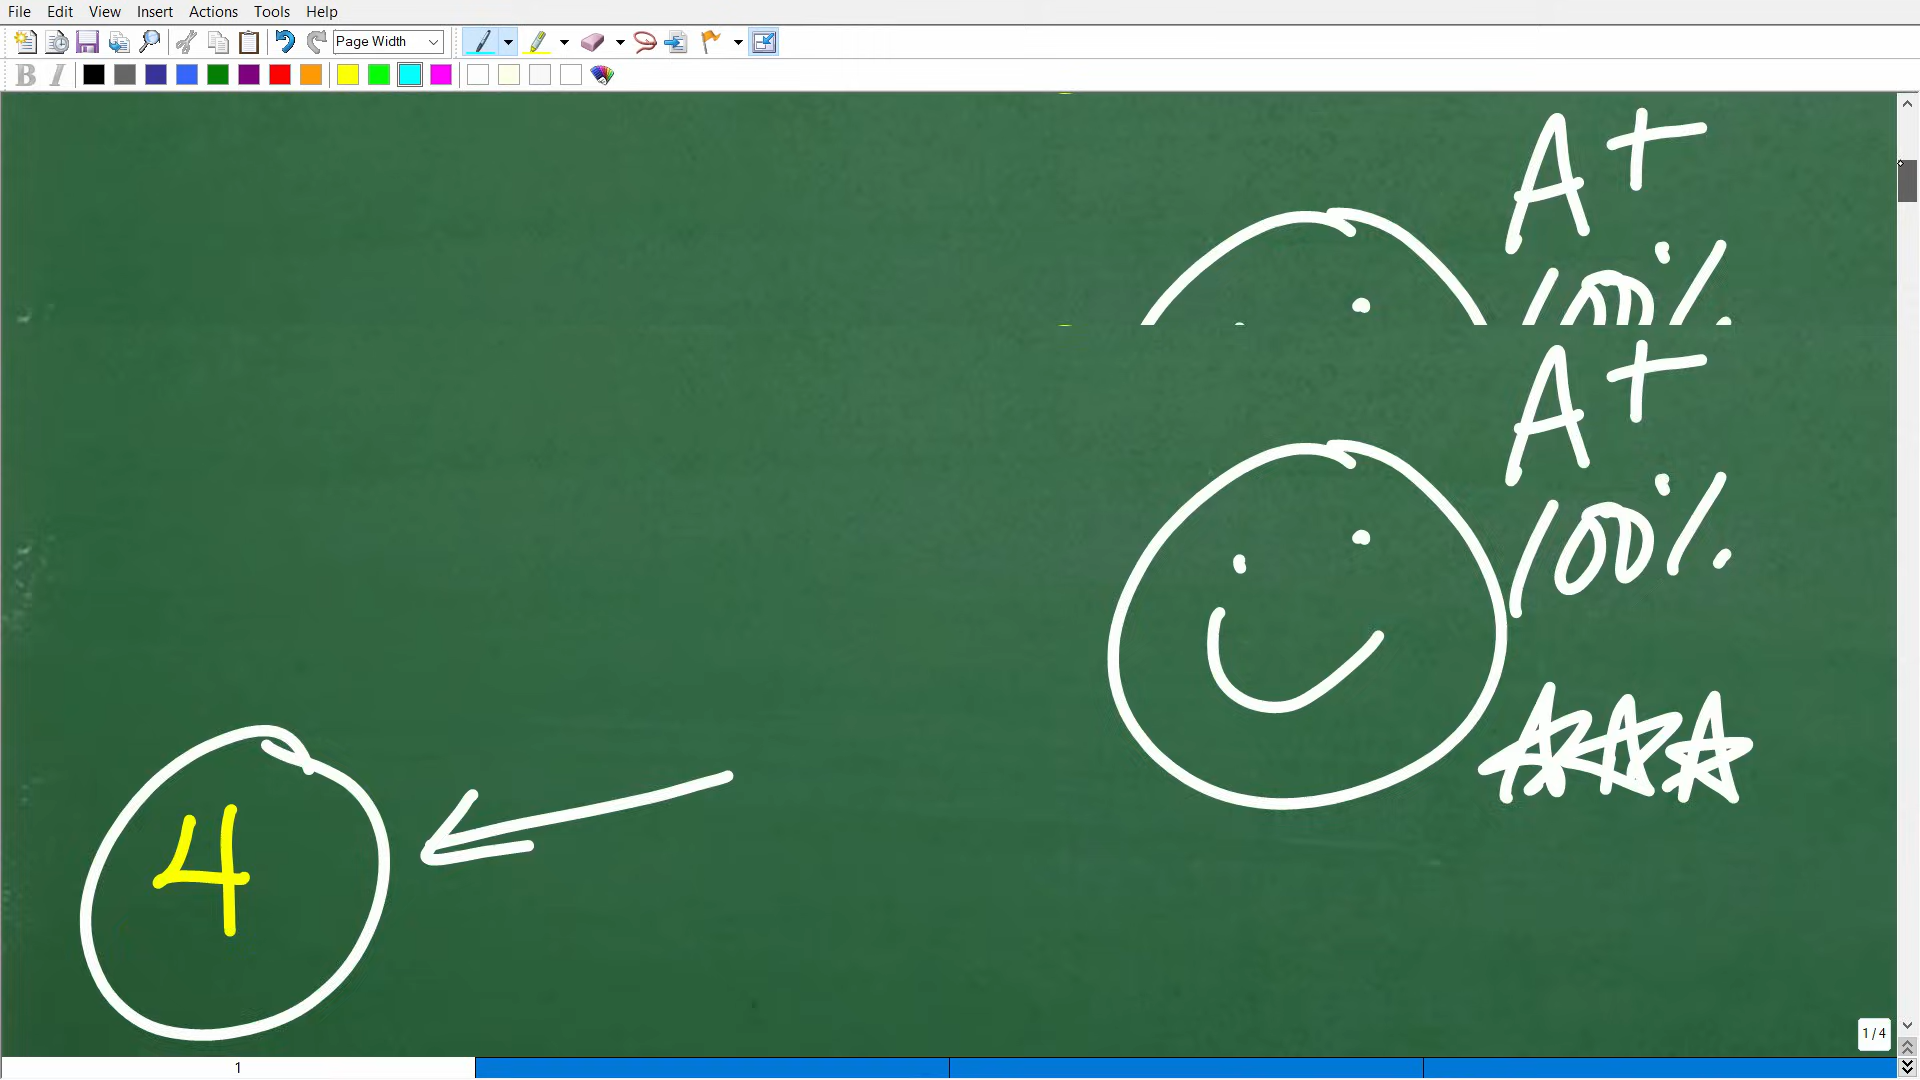 File Edit View Insert Actions Tools Help
Page Width
B I
A+
100%
A+
100%
4
1/4
1